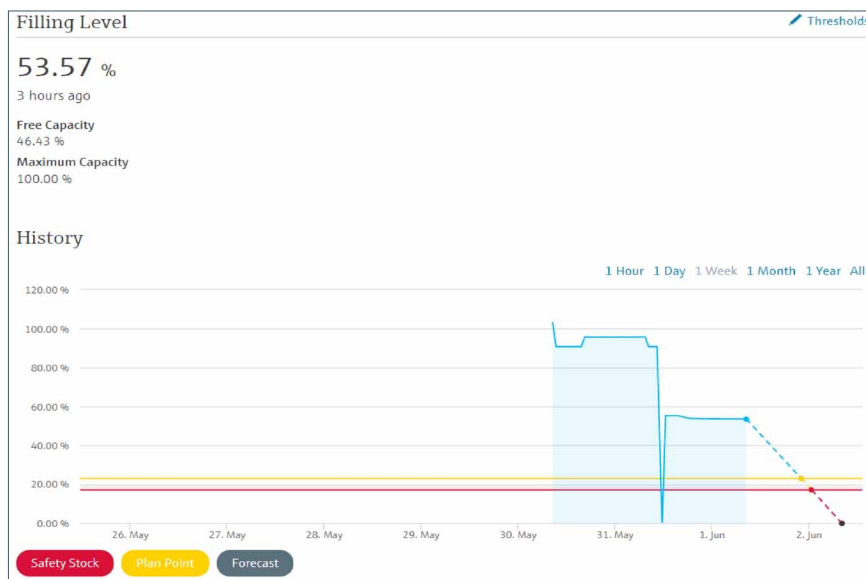 Filling Level
Thresholds
53.57 %
3 hours ago
Free Capacity
46.43 %
Maximum Capacity
100.00 %
History
1 Hour 1 Day 1 Week 1 Month 1 Year All
120.00 %
100.00 %
80.00 %
60.00 %
40.00 %
20.00 %
0.00 %
26. May 27. May 28. May 29. May 30. May 31. May 1. Jun 2. Jun
Safety Stock Plan Point Forecast